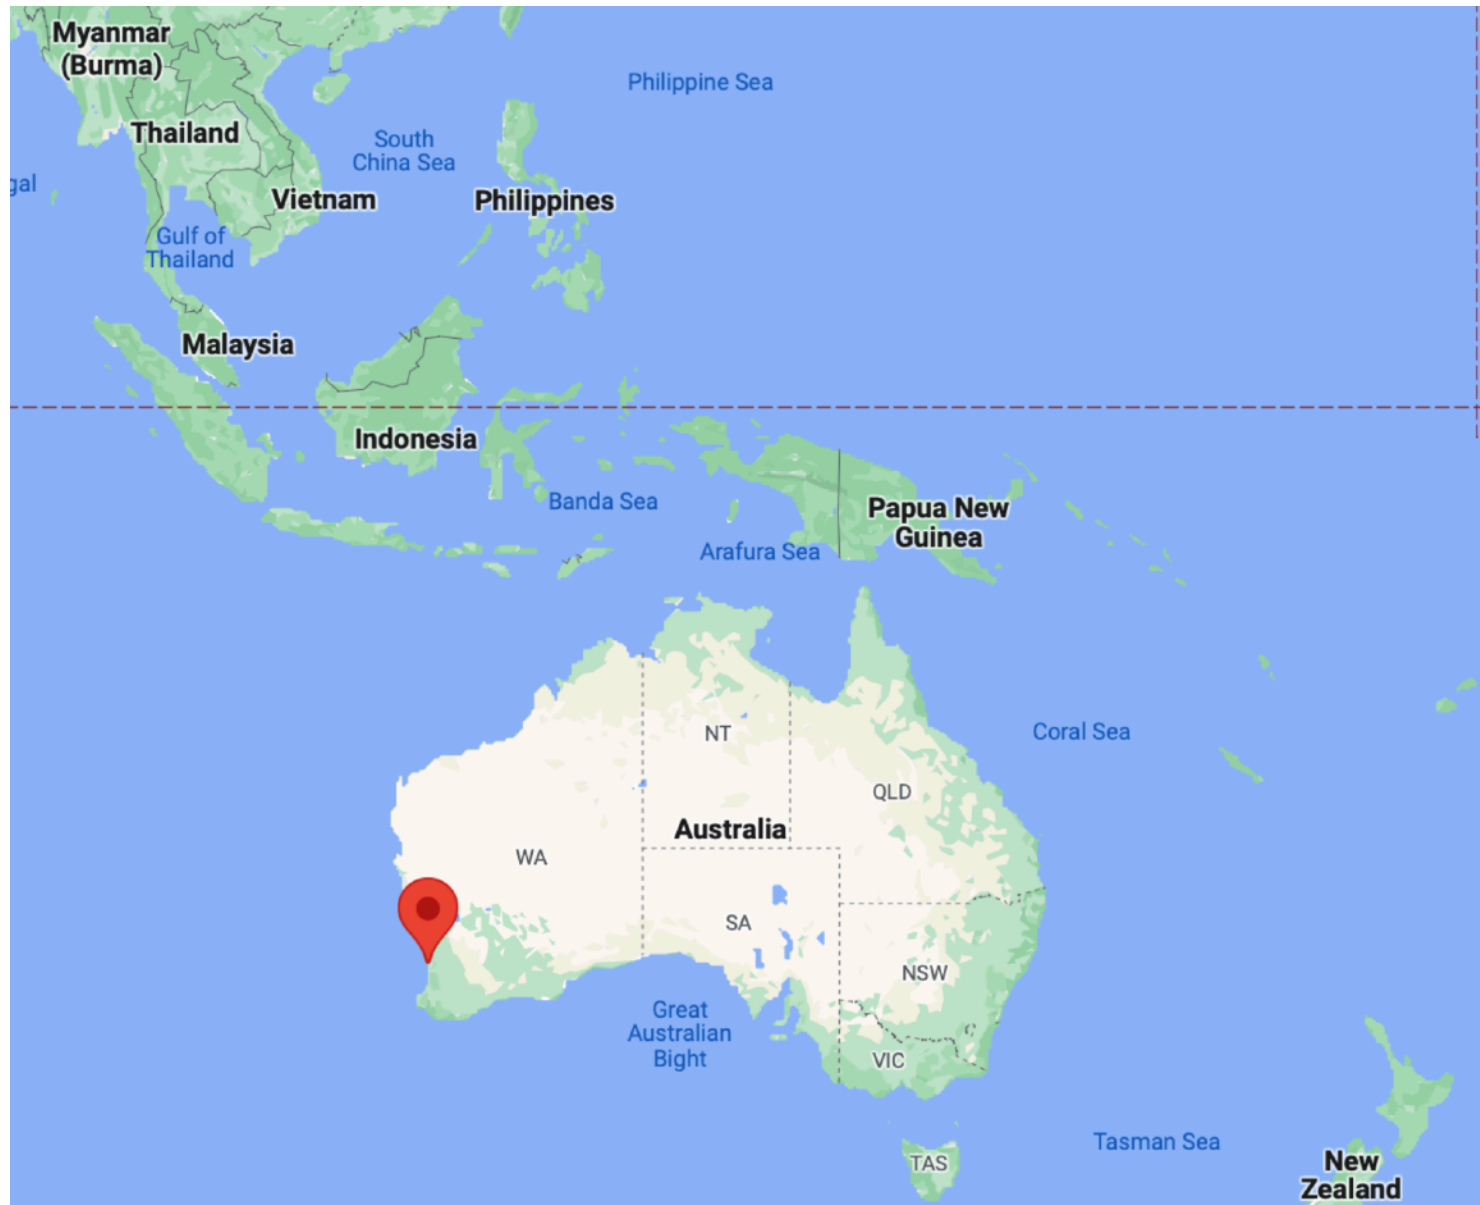 Myanmar
(Burma)
Philippine Sea
Thailand
South
China Sea
gal
Vietnam
Philippines
Gulf of
Thailand
Malaysia
Indonesia
Banda Sea
Papua New
Guinea
Arafura Sea
NT
Coral Sea
QLD
Australia
WA
SA
NSW
Great
Australian
Bight
VIC
Tasman Sea
TAS
New
Zealand